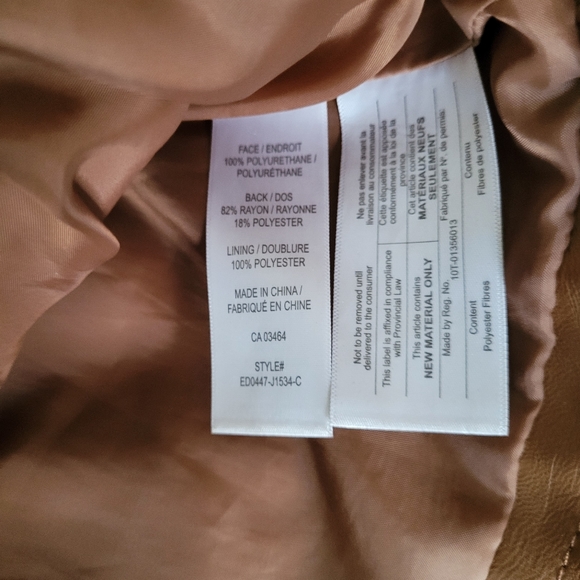 FACE / ENDROIT
100% POLYURETHANE /
POLYURÉTHANE
BACK / DOS
82% RAYON / RAYONNE
18% POLYESTER
LINING / DOUBLURE
100% POLYESTER
MADE IN CHINA /
FABRIQUÉ EN CHINE
CA 03464
STYLE#
ED0447-J1534-C
Not to be removed until
delivered to the consumer
This label is affixed in compliance
with Provincial Law
This article contains
NEW MATERIAL ONLY
Made by Reg. No.
10T-01356013
Content
Polyester Fibres
Ne pas enlever avant la
livraison au consommateur
Cette étiquette est apposée
conformément à la loi de la
province
Cet article contient des
MATÉRIAUX NEUFS
SEULEMENT
Fabriqué par N°. de permis:
Contenu
Fibres de polyester